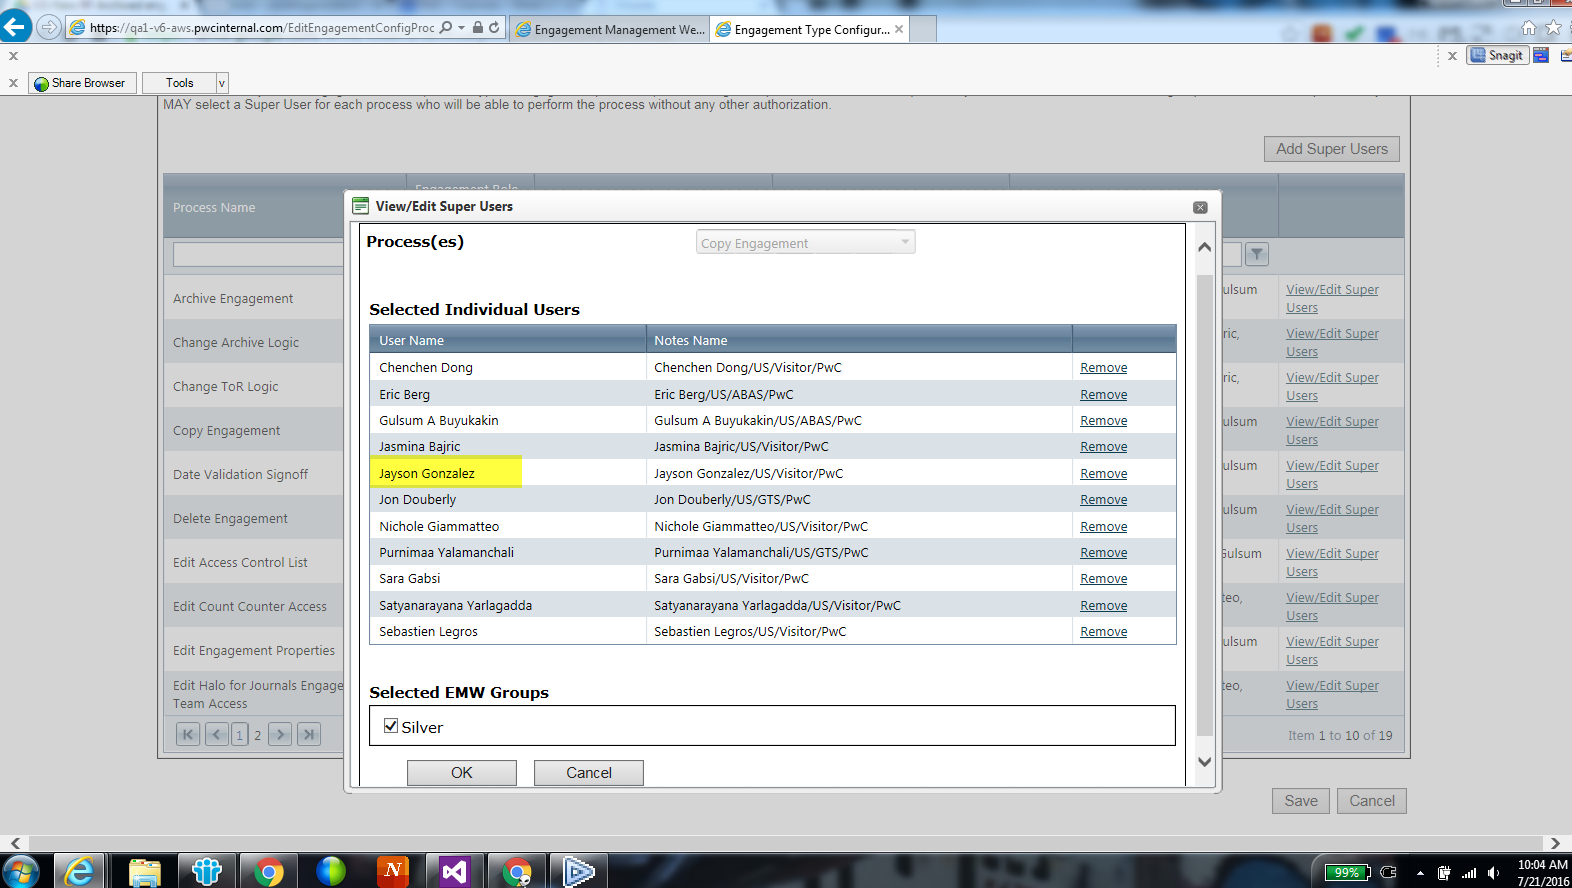 https://qa1-v6-aws.pwcinternal.com/EditEngagementConfigProc
Engagement Management We...
Engagement Type Configur...
Snagit
Share Browser
Tools
v
MAY select a Super User for each process who will be able to perform the process without any other authorization.
Add Super Users
Process Name
Engagement Role
View/Edit Super Users
Process(es)
Copy Engagement
Selected Individual Users
User Name Notes Name
Chenchen Dong Chenchen Dong/US/Visitor/PwC Remove
Eric Berg Eric Berg/US/ABAS/PwC Remove
Gulsum A Buyukakin Gulsum A Buyukakin/US/ABAS/PwC Remove
Jasmina Bajric Jasmina Bajric/US/Visitor/PwC Remove
Jayson Gonzalez Jayson Gonzalez/US/Visitor/PwC Remove
Jon Douberly Jon Douberly/US/GTS/PwC Remove
Nichole Giammatteo Nichole Giammatteo/US/Visitor/PwC Remove
Purnimaa Yalamanchali Purnimaa Yalamanchali/US/GTS/PwC Remove
Sara Gabsi Sara Gabsi/US/Visitor/PwC Remove
Satyanarayana Yarlagadda Satyanarayana Yarlagadda/US/Visitor/PwC Remove
Sebastien Legros Sebastien Legros/US/Visitor/PwC Remove
Selected EMW Groups
Silver
OK Cancel
Archive Engagement
Change Archive Logic
Change ToR Logic
Copy Engagement
Date Validation Signoff
Delete Engagement
Edit Access Control List
Edit Count Counter Access
Edit Engagement Properties
Edit Halo for Journals Engage
Team Access
1 2
ulsum View/Edit Super
Users
ric, View/Edit Super
Users
ric, View/Edit Super
Users
ulsum View/Edit Super
Users
ulsum View/Edit Super
Users
ulsum View/Edit Super
Users
Gulsum View/Edit Super
Users
teo, View/Edit Super
Users
ulsum View/Edit Super
Users
teo, View/Edit Super
Users
Item 1 to 10 of 19
Save Cancel
N
99%
10:04 AM
7/21/2016